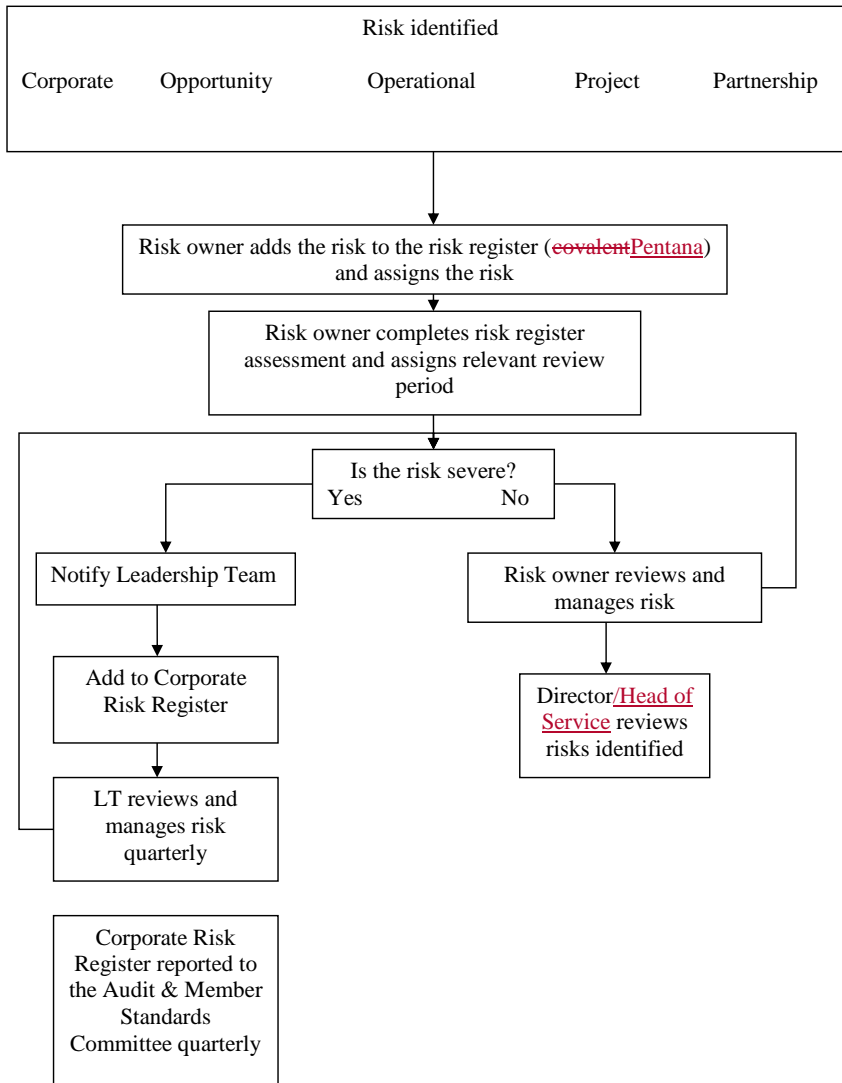 Risk identified
Corporate Opportunity Operational Project Partnership
Risk owner adds the risk to the risk register (covalentPentana)
and assigns the risk
Risk owner completes risk register
assessment and assigns relevant review
period
Is the risk severe?
Yes No
Notify Leadership Team
Risk owner reviews and
manages risk
Add to Corporate
Risk Register
Director/Head of
Service reviews
risks identified
LT reviews and
manages risk
quarterly
Corporate Risk
Register reported to
the Audit & Member
Standards
Committee quarterly